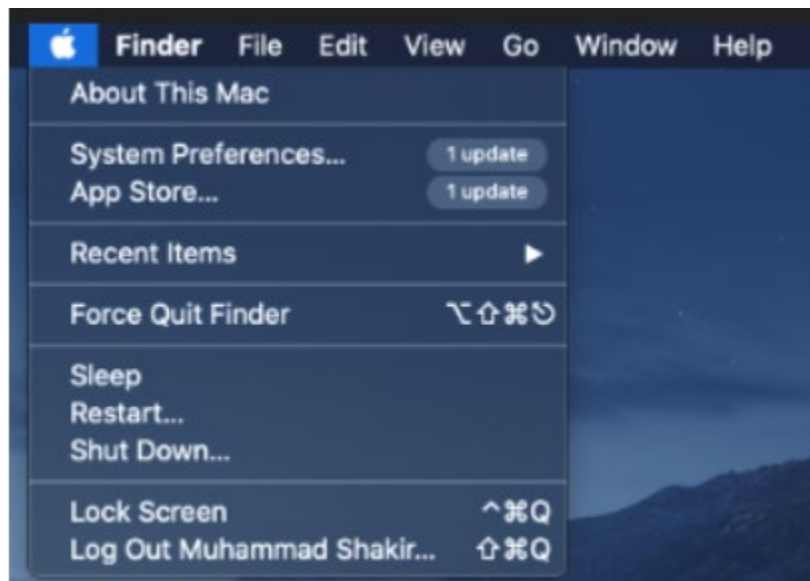 Finder File Edit View Go Window Help
About This Mac
System Preferences... 1 update
App Store... 1 update
Recent Items ▶
Force Quit Finder ⌥⇧⌘⎋
Sleep
Restart...
Shut Down...
Lock Screen ^⌘Q
Log Out Muhammad Shakir... ⇧⌘Q